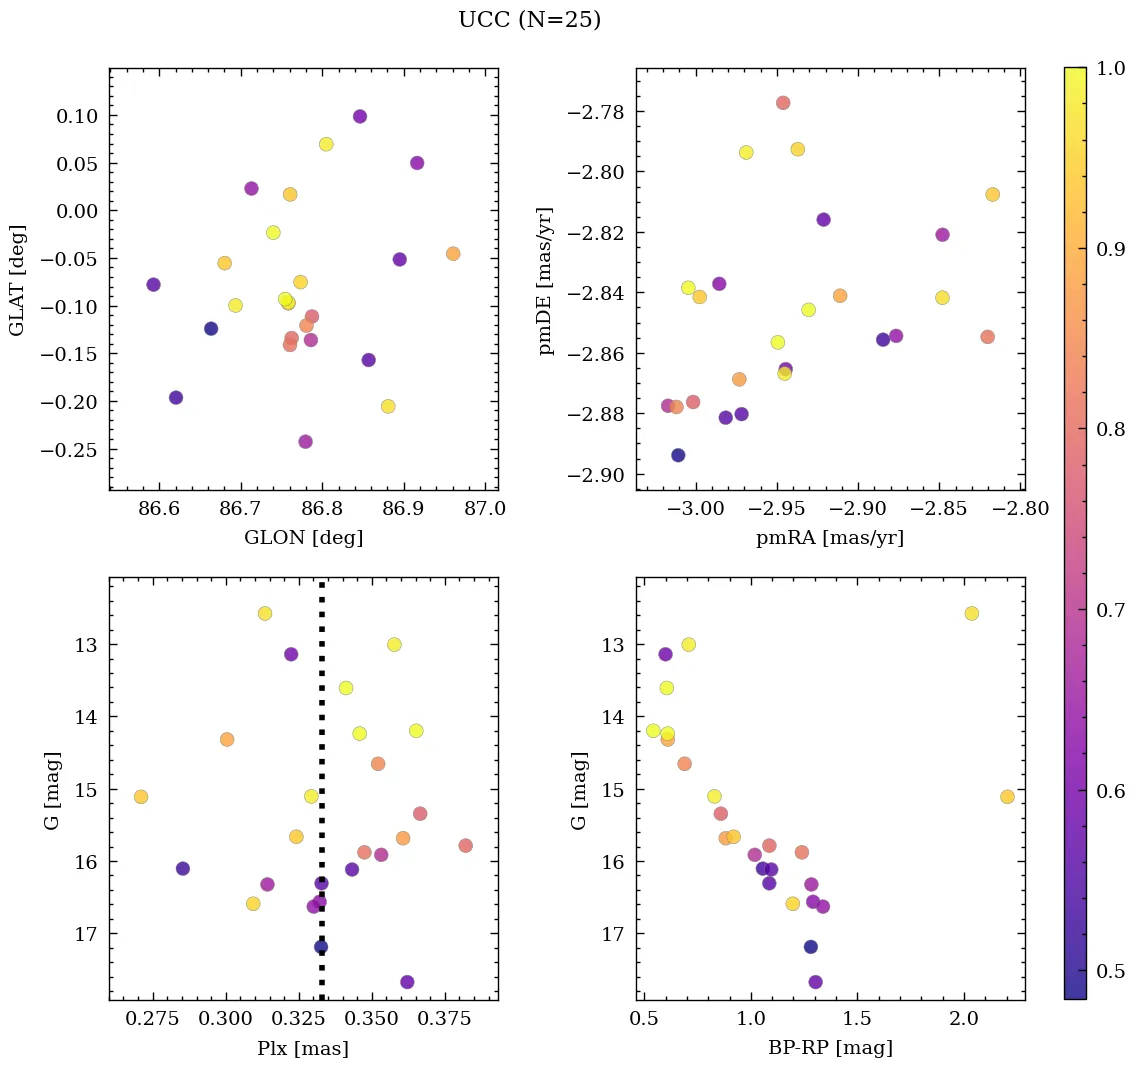 UCC (N=25)
0.10
0.05
0.00
−0.05
−0.10
−0.15
−0.20
−0.25
GLAT [deg]
86.6 86.7 86.8 86.9 87.0
GLON [deg]
−2.78
−2.80
−2.82
−2.84
−2.86
−2.88
−2.90
pmDE [mas/yr]
−3.00 −2.95 −2.90 −2.85 −2.80
pmRA [mas/yr]
13
14
15
16
17
G [mag]
0.275 0.300 0.325 0.350 0.375
Plx [mas]
13
14
15
16
17
G [mag]
0.5 1.0 1.5 2.0
BP-RP [mag]
1.0
0.9
0.8
0.7
0.6
0.5